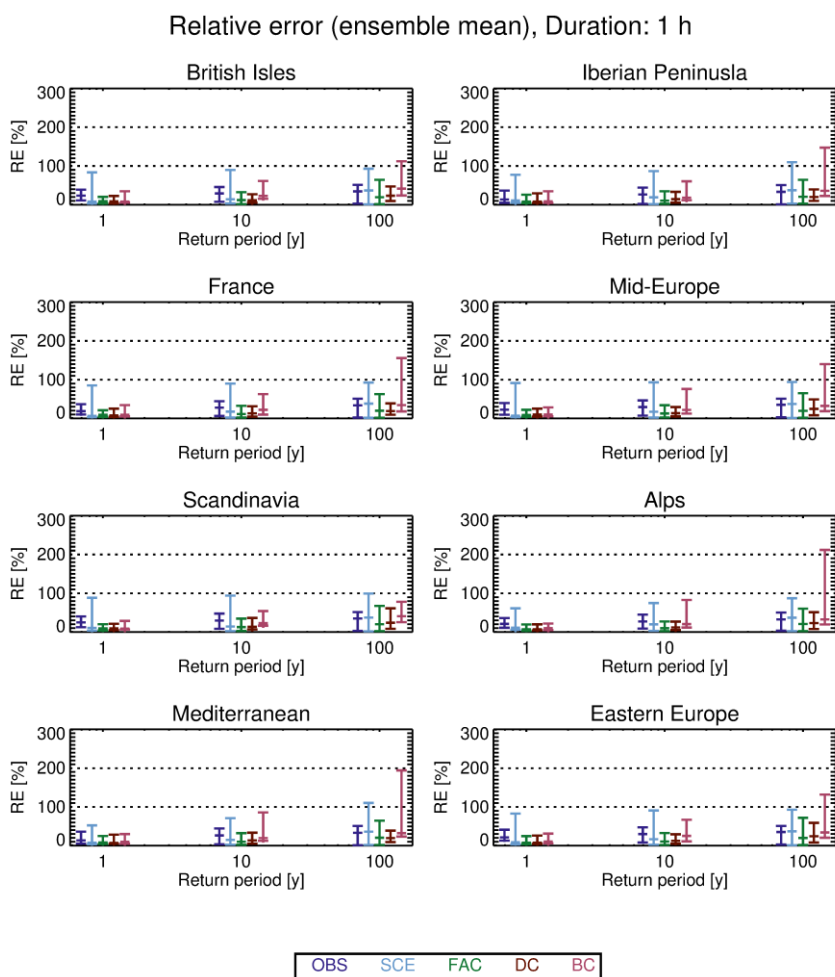 Relative error (ensemble mean), Duration: 1 h
British Isles
300
200
100
0
RE [%]
1 10 100
Return period [y]
Iberian Peninusla
300
200
100
0
RE [%]
1 10 100
Return period [y]
France
300
200
100
0
RE [%]
1 10 100
Return period [y]
Mid-Europe
300
200
100
0
RE [%]
1 10 100
Return period [y]
Scandinavia
300
200
100
0
RE [%]
1 10 100
Return period [y]
Alps
300
200
100
0
RE [%]
1 10 100
Return period [y]
Mediterranean
300
200
100
0
RE [%]
1 10 100
Return period [y]
Eastern Europe
300
200
100
0
RE [%]
1 10 100
Return period [y]
OBS SCE FAC DC BC